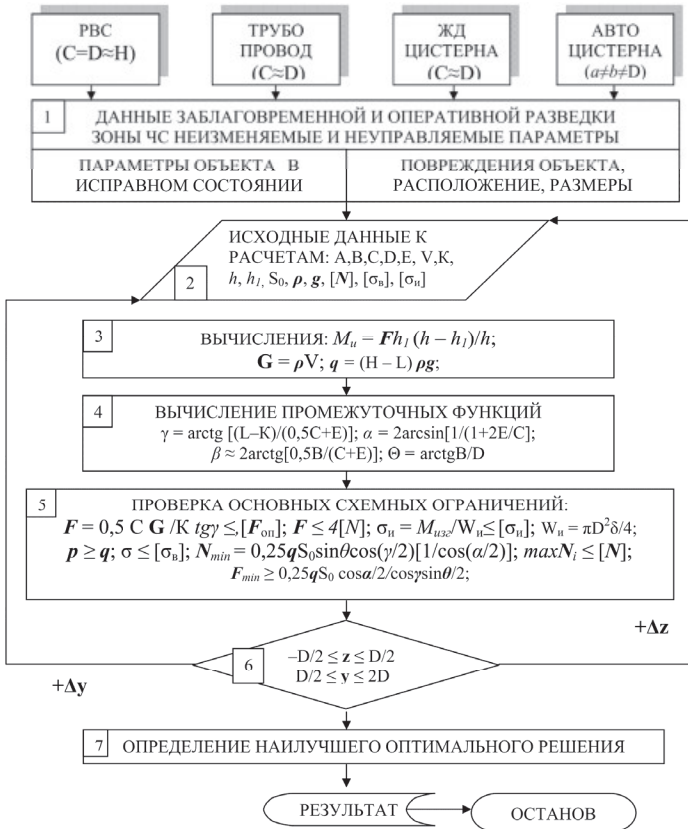 РВС
(C=D≈H)
ТРУБО
ПРОВОД
(C≈D)
ЖД
ЦИСТЕРНА
(C≈D)
АВТО
ЦИСТЕРНА
(a≠b≠D)
1
ДАННЫЕ ЗАБЛАГОВРЕМЕННОЙ И ОПЕРАТИВНОЙ РАЗВЕДКИ
ЗОНЫ ЧС НЕИЗМЕНЯЕМЫЕ И НЕУПРАВЛЯЕМЫЕ ПАРАМЕТРЫ
ПАРАМЕТРЫ ОБЪЕКТА В
ИСПРАВНОМ СОСТОЯНИИ
ПОВРЕЖДЕНИЯ ОБЪЕКТА,
РАСПОЛОЖЕНИЕ, РАЗМЕРЫ
ИСХОДНЫЕ ДАННЫЕ К
РАСЧЕТАМ: A,B,C,D,E, V,K,
h, h₁, S₀, ρ, g, [N], [σв], [σи]
2
3
ВЫЧИСЛЕНИЯ: Mи = Fh₁ (h – h₁)/h;
G = ρV; q = (H – L) ρg;
4
ВЫЧИСЛЕНИЕ ПРОМЕЖУТОЧНЫХ ФУНКЦИЙ
γ = arctg [(L–K)/(0,5C+E)]; α = 2arcsin[1/(1+2E/C];
β ≈ 2arctg[0,5B/(C+E)]; Θ = arctgB/D
5
ПРОВЕРКА ОСНОВНЫХ СХЕМНЫХ ОГРАНИЧЕНИЙ:
F = 0,5 C G /K tgγ ≤,[Fоп]; F ≤ 4[N]; σи = Mизг/Wи≤ [σи]; Wи = πD²δ/4;
p ≥ q; σ ≤ [σв]; Nmin = 0,25qS₀sinθcos(γ/2)[1/cos(α/2)]; maxNi ≤ [N];
Fmin ≥ 0,25qS₀ cosα/2/cosγsinθ/2;
+Δz
6
–D/2 ≤ z ≤ D/2
D/2 ≤ y ≤ 2D
+Δy
7
ОПРЕДЕЛЕНИЕ НАИЛУЧШЕГО ОПТИМАЛЬНОГО РЕШЕНИЯ
РЕЗУЛЬТАТ
ОСТАНОВ